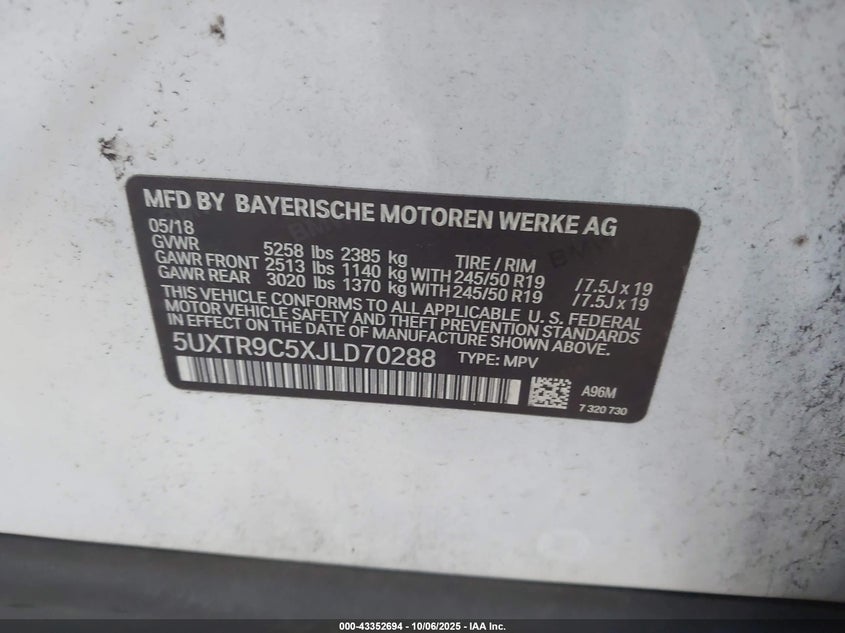 MFD BY BAYERISCHE MOTOREN WERKE AG
05/18
GVWR 5258 lbs 2385 kg TIRE / RIM
GAWR FRONT 2513 lbs 1140 kg WITH 245/50 R19 / 7.5J x 19
GAWR REAR 3020 lbs 1370 kg WITH 245/50 R19 / 7.5J x 19
THIS VEHICLE CONFORMS TO ALL APPLICABLE U.S. FEDERAL
MOTOR VEHICLE SAFETY AND THEFT PREVENTION STANDARDS
IN EFFECT ON THE DATE OF MANUFACTURE SHOWN ABOVE.
5UXTR9C5XJLD70288 TYPE: MPV
A96M
7 320 730
000-43352694 - 10/06/2025 - IAA Inc.